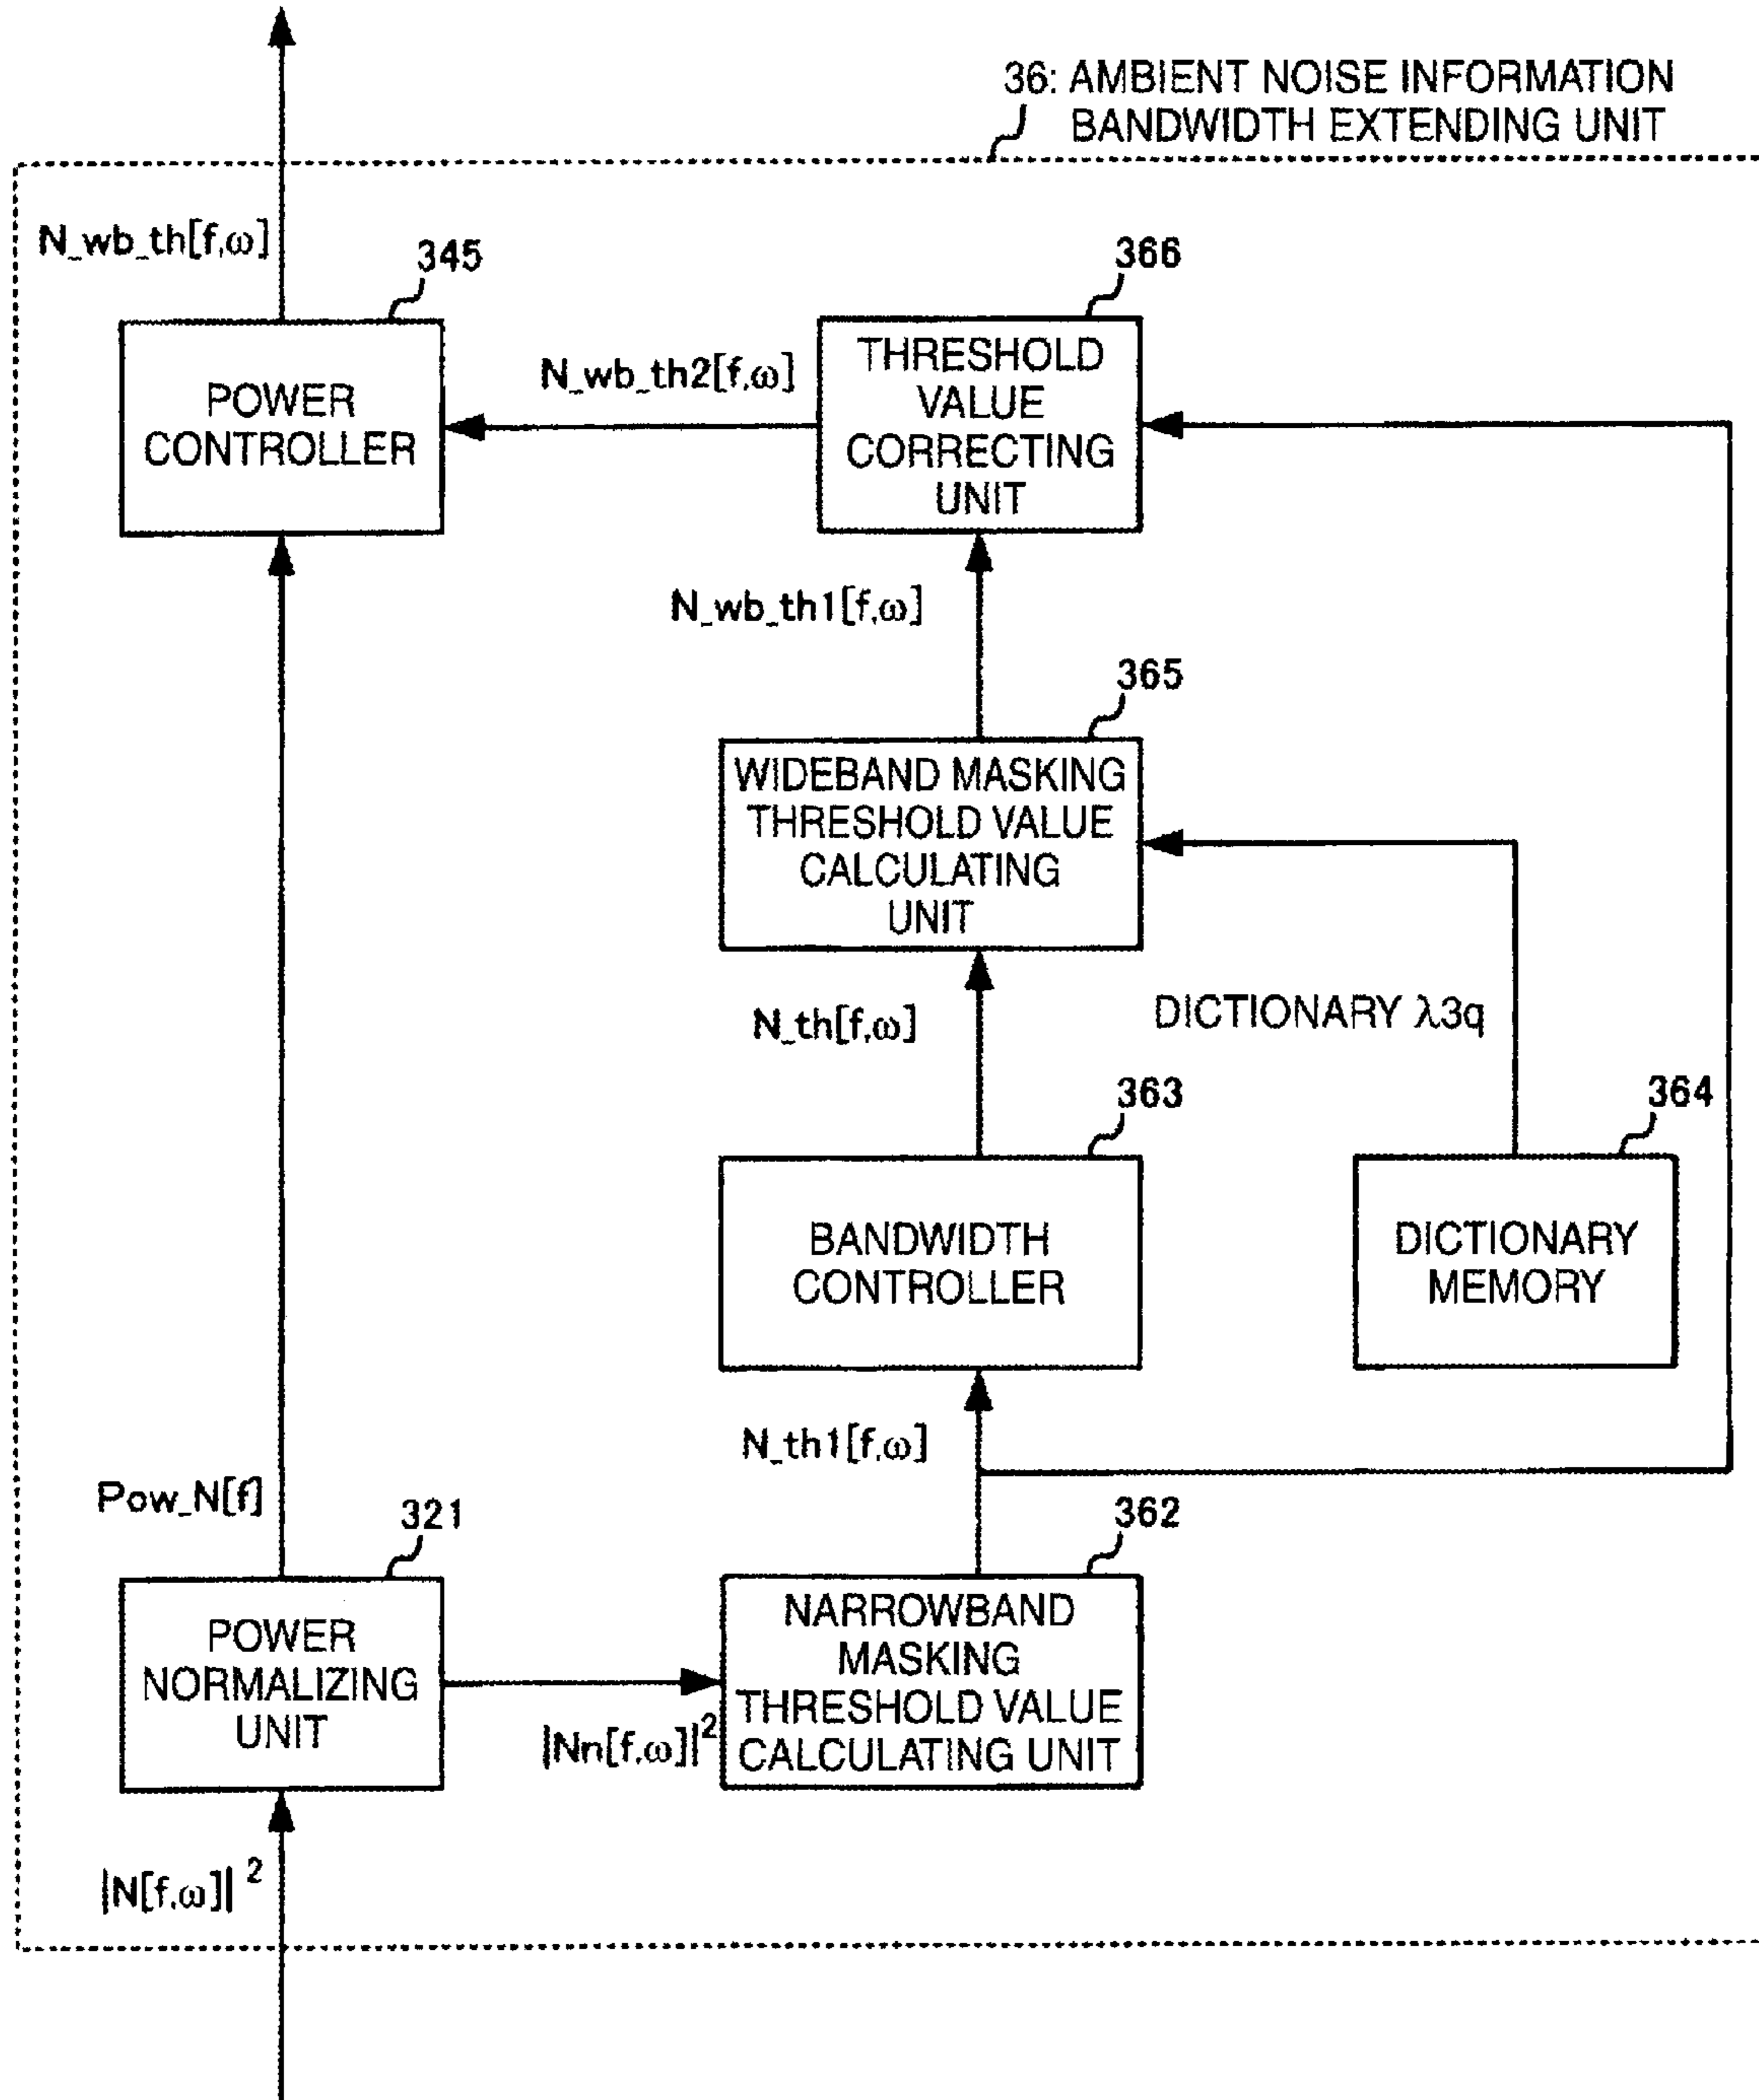 36: AMBIENT NOISE INFORMATION
BANDWIDTH EXTENDING UNIT
N_wb_th[f,ω]
345
366
POWER
CONTROLLER
N_wb_th2[f,ω]
THRESHOLD
VALUE
CORRECTING
UNIT
N_wb_th1[f,ω]
365
WIDEBAND MASKING
THRESHOLD VALUE
CALCULATING
UNIT
N_th[f,ω]
DICTIONARY λ3q
363
364
BANDWIDTH
CONTROLLER
DICTIONARY
MEMORY
N_th1[f,ω]
Pow_N[f]
321
362
POWER
NORMALIZING
UNIT
|Nn[f,ω]|²
NARROWBAND
MASKING
THRESHOLD VALUE
CALCULATING UNIT
|N[f,ω]|²